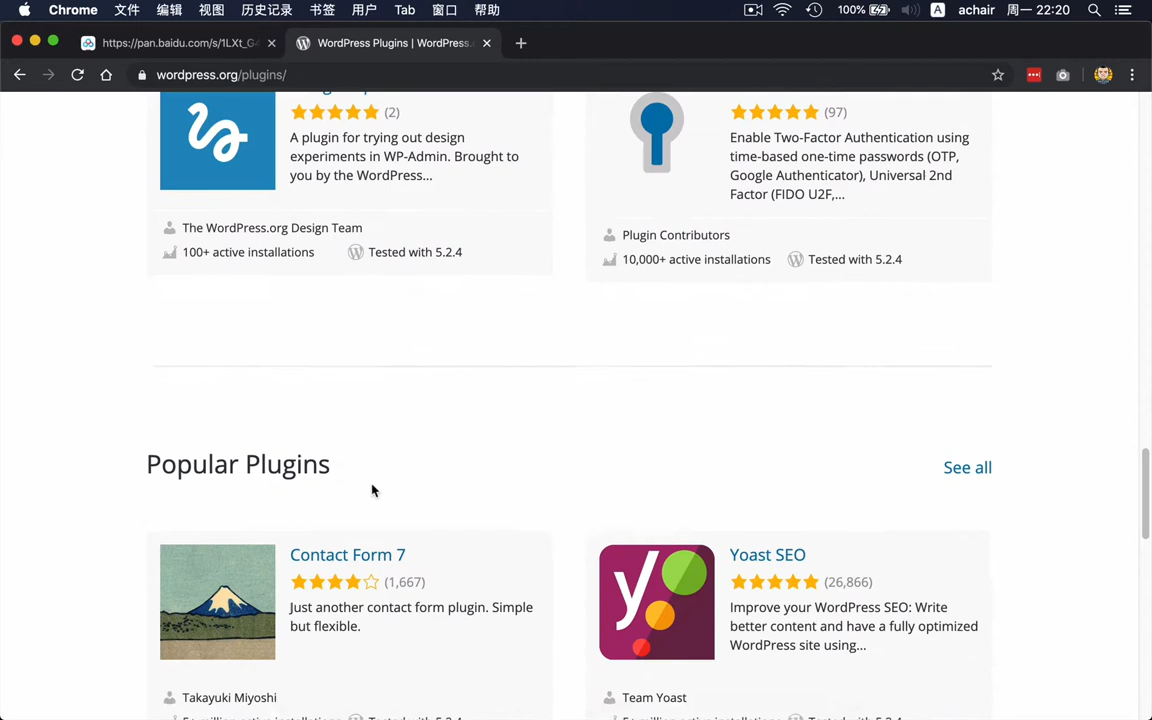 Chrome 文件 编辑 视图 历史记录 书签 用户 Tab 窗口 帮助 100% A achair 周一 22:20
https://pan.baidu.com/s/1LXt_G
WordPress Plugins | WordPress.
wordpress.org/plugins/
(2)
A plugin for trying out design
experiments in WP-Admin. Brought to
you by the WordPress...
The WordPress.org Design Team
100+ active installations
Tested with 5.2.4
(97)
Enable Two-Factor Authentication using
time-based one-time passwords (OTP,
Google Authenticator), Universal 2nd
Factor (FIDO U2F,...
Plugin Contributors
10,000+ active installations
Tested with 5.2.4
Popular Plugins
See all
Contact Form 7
(1,667)
Just another contact form plugin. Simple
but flexible.
Takayuki Miyoshi
Yoast SEO
(26,866)
Improve your WordPress SEO: Write
better content and have a fully optimized
WordPress site using...
Team Yoast